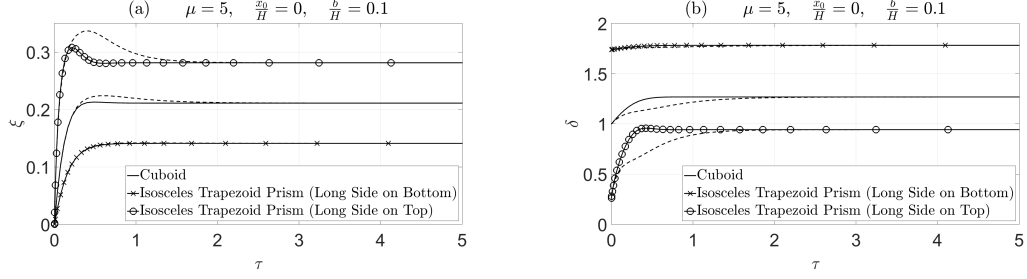 (a) μ = 5, x₀/H = 0, b/H = 0.1
0.3
0.2
0.1
0
ξ
Cuboid
Isosceles Trapezoid Prism (Long Side on Bottom)
Isosceles Trapezoid Prism (Long Side on Top)
0 1 2 3 4 5
τ
(b) μ = 5, x₀/H = 0, b/H = 0.1
2
1.5
1
0.5
0
δ
Cuboid
Isosceles Trapezoid Prism (Long Side on Bottom)
Isosceles Trapezoid Prism (Long Side on Top)
0 1 2 3 4 5
τ